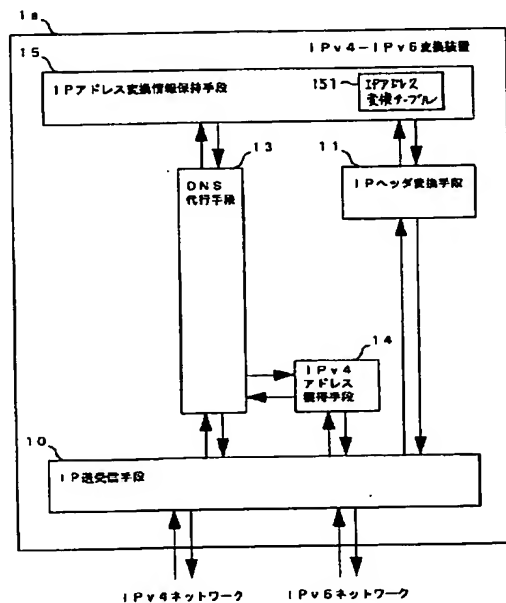 1a
IPv4-IPv6変換装置
15
IPアドレス変換情報保持手段
151
IPアドレス
変換テーブル
13
DNS
代行手段
11
IPヘッダ変換手段
14
IPv4
アドレス
獲得手段
10
IP送受信手段
IPv4ネットワーク
IPv6ネットワーク